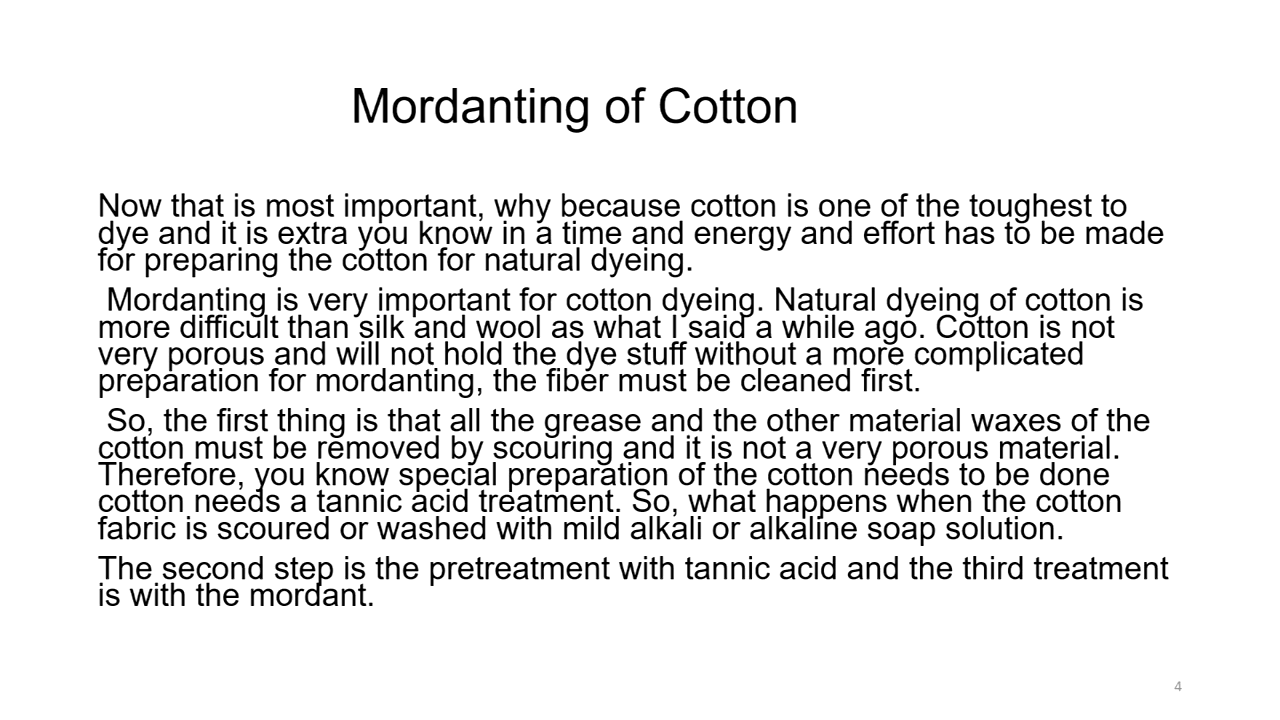 Mordanting of Cotton
Now that is most important, why because cotton is one of the toughest to
dye and it is extra you know in a time and energy and effort has to be made
for preparing the cotton for natural dyeing.
Mordanting is very important for cotton dyeing. Natural dyeing of cotton is
more difficult than silk and wool as what I said a while ago. Cotton is not
very porous and will not hold the dye stuff without a more complicated
preparation for mordanting, the fiber must be cleaned first.
So, the first thing is that all the grease and the other material waxes of the
cotton must be removed by scouring and it is not a very porous material.
Therefore, you know special preparation of the cotton needs to be done
cotton needs a tannic acid treatment. So, what happens when the cotton
fabric is scoured or washed with mild alkali or alkaline soap solution.
The second step is the pretreatment with tannic acid and the third treatment
is with the mordant.
4